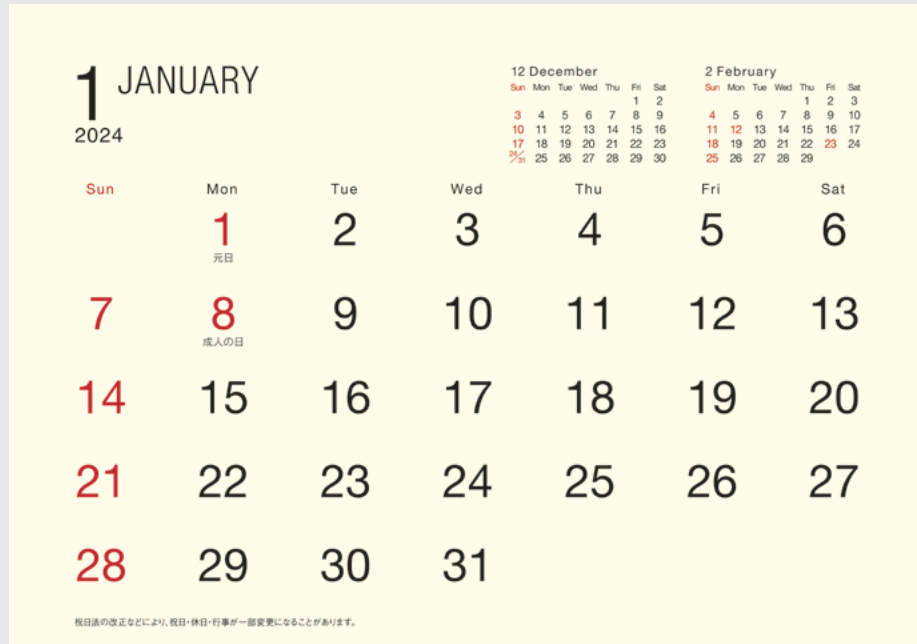 1 JANUARY
2024
12 December
Sun Mon Tue Wed Thu Fri Sat
1 2
3 4 5 6 7 8 9
10 11 12 13 14 15 16
17 18 19 20 21 22 23
24/31 25 26 27 28 29 30
2 February
Sun Mon Tue Wed Thu Fri Sat
1 2 3
4 5 6 7 8 9 10
11 12 13 14 15 16 17
18 19 20 21 22 23 24
25 26 27 28 29
Sun Mon Tue Wed Thu Fri Sat
1 2 3 4 5 6
元日
7 8 9 10 11 12 13
成人の日
14 15 16 17 18 19 20
21 22 23 24 25 26 27
28 29 30 31
祝日法の改正などにより、祝日・休日・行事が一部変更になることがあります。